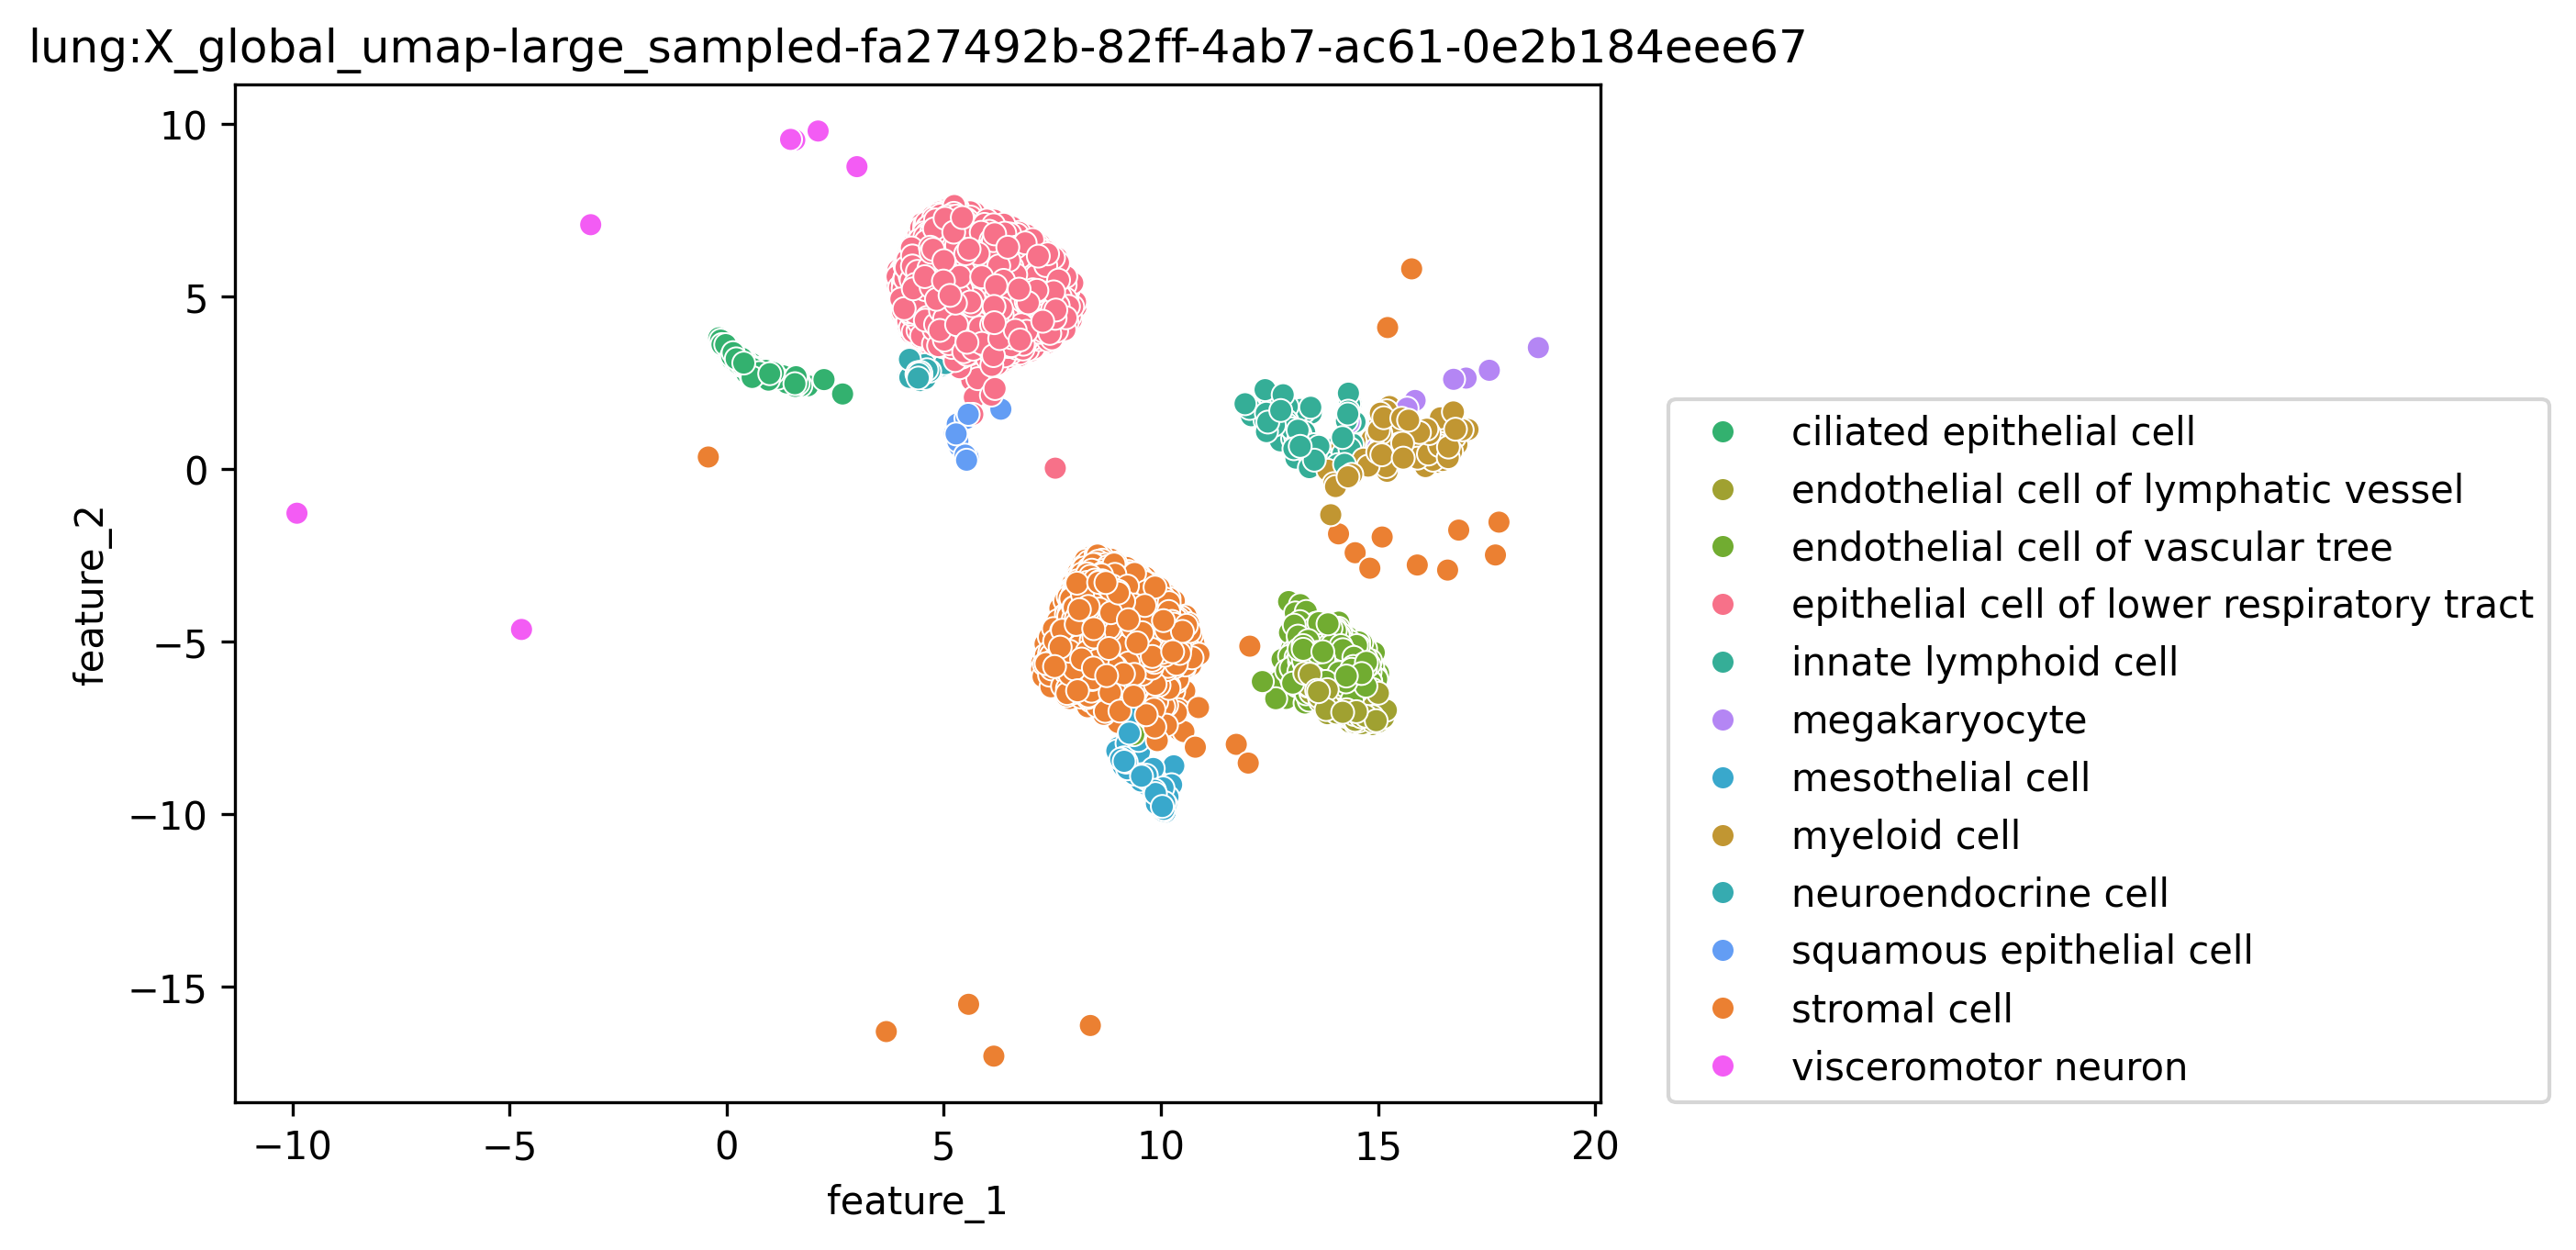 lung:X_global_umap-large_sampled-fa27492b-82ff-4ab7-ac61-0e2b184eee67
10
5
0
−5
−10
−15
feature_2
−10 −5 0 5 10 15 20
feature_1
ciliated epithelial cell
endothelial cell of lymphatic vessel
endothelial cell of vascular tree
epithelial cell of lower respiratory tract
innate lymphoid cell
megakaryocyte
mesothelial cell
myeloid cell
neuroendocrine cell
squamous epithelial cell
stromal cell
visceromotor neuron